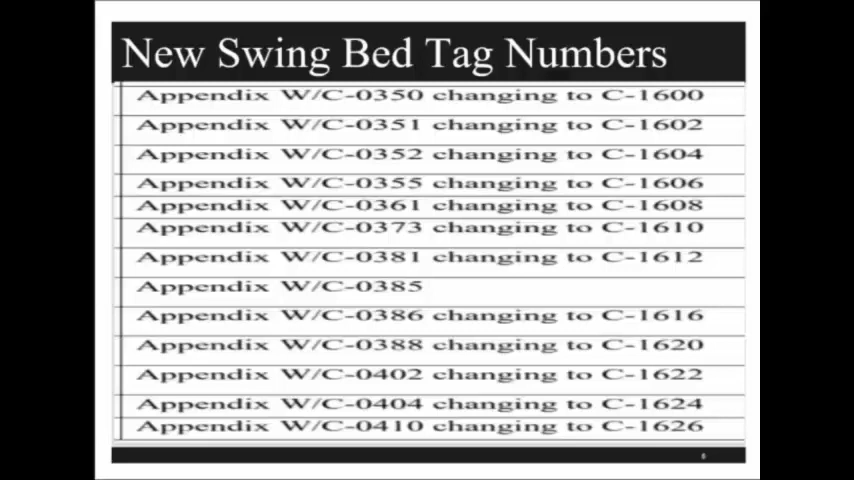 New Swing Bed Tag Numbers
Appendix W/C-0350 changing to C-1600
Appendix W/C-0351 changing to C-1602
Appendix W/C-0352 changing to C-1604
Appendix W/C-0355 changing to C-1606
Appendix W/C-0361 changing to C-1608
Appendix W/C-0373 changing to C-1610
Appendix W/C-0381 changing to C-1612
Appendix W/C-0385
Appendix W/C-0386 changing to C-1616
Appendix W/C-0388 changing to C-1620
Appendix W/C-0402 changing to C-1622
Appendix W/C-0404 changing to C-1624
Appendix W/C-0410 changing to C-1626